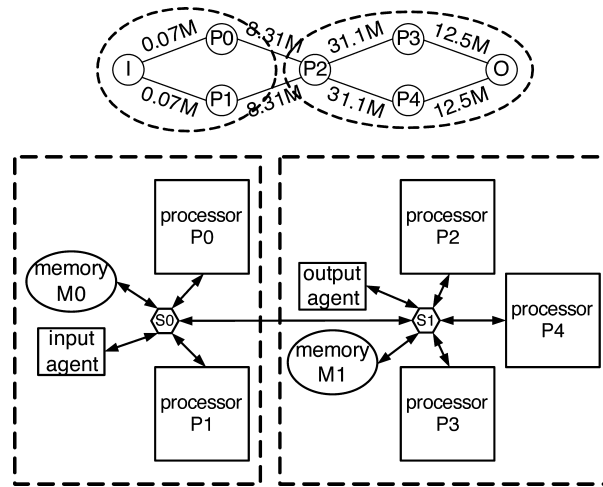 0.07M P0 8.31M 31.1M P3 12.5M
I P2 O
0.07M P1 8.31M 31.1M P4 12.5M
processor
P0
memory
M0
S0
input
agent
processor
P1
processor
P2
output
agent
S1
processor
P4
memory
M1
processor
P3